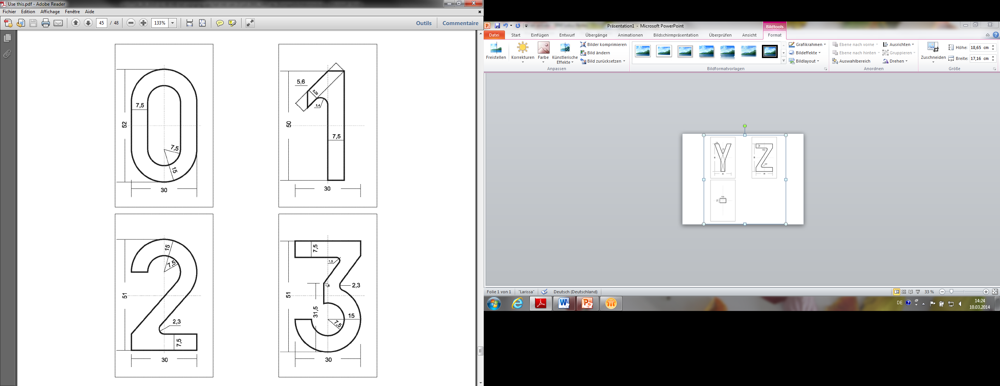 Use this.pdf - Adobe Reader
Fichier Edition Affichage Fenêtre Aide
45 / 48 133% Outils Commentaire
7,5
52
7,5
15
30
5,6
5,25
3,4
50
7,5
30
15
7,5
51
2,3
7,5
30
7,5
1,5
1,8
2,3
51
31,5
15
7,5
30
Präsentation1 - Microsoft PowerPoint
Bildtools
Datei Start Einfügen Entwurf Übergänge Animationen Bildschirmpräsentation Überprüfen Ansicht Format
Freistellen
Korrekturen
Farbe
Künstlerische
Effekte
Bilder komprimieren
Bild ändern
Bild zurücksetzen
Anpassen
Bildformatvorlagen
Grafikrahmen
Bildeffekte
Bildlayout
Ebene nach vorne
Ebene nach hinten
Auswahlbereich
Ausrichten
Gruppieren
Drehen
Anordnen
Zuschneiden
Höhe: 18,65 cm
Breite: 17,16 cm
Größe
Y Z
Folie 1 von 1 "Larissa" Deutsch (Deutschland) 33 %
DE
14:24
10.03.2014